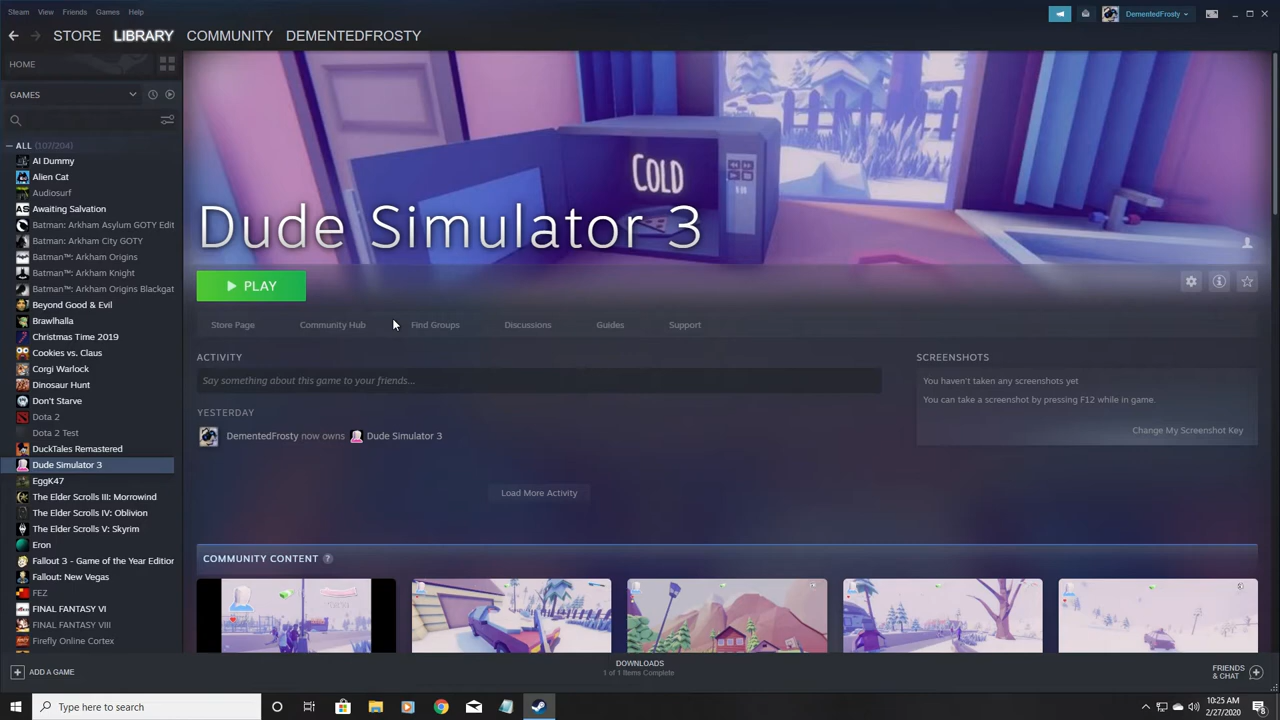 Steam View Friends Games Help
DementedFrosty
STORE LIBRARY COMMUNITY DEMENTEDFROSTY
HOME
GAMES
ALL (107/204)
AI Dummy
Alien Cat
Audiosurf
Awaiting Salvation
Batman: Arkham Asylum GOTY Edit
Batman: Arkham City GOTY
Batman™: Arkham Origins
Batman™: Arkham Knight
Batman™: Arkham Origins Blackgat
Beyond Good & Evil
Brawlhalla
Christmas Time 2019
Cookies vs. Claus
Corgi Warlock
Dinosaur Hunt
Don't Starve
Dota 2
Dota 2 Test
DuckTales Remastered
Dude Simulator 3
EggK47
The Elder Scrolls III: Morrowind
The Elder Scrolls IV: Oblivion
The Elder Scrolls V: Skyrim
Eron
Fallout 3 - Game of the Year Edition
Fallout: New Vegas
FEZ
FINAL FANTASY VI
FINAL FANTASY VIII
Firefly Online Cortex
COLD
Dude Simulator 3
PLAY
Store Page Community Hub Find Groups Discussions Guides Support
ACTIVITY
Say something about this game to your friends...
YESTERDAY
DementedFrosty now owns Dude Simulator 3
Load More Activity
SCREENSHOTS
You haven't taken any screenshots yet
You can take a screenshot by pressing F12 while in game.
Change My Screenshot Key
COMMUNITY CONTENT ?
ADD A GAME
DOWNLOADS
1 of 1 Items Complete
FRIENDS
& CHAT
Type here to search
10:25 AM
2/27/2020
8